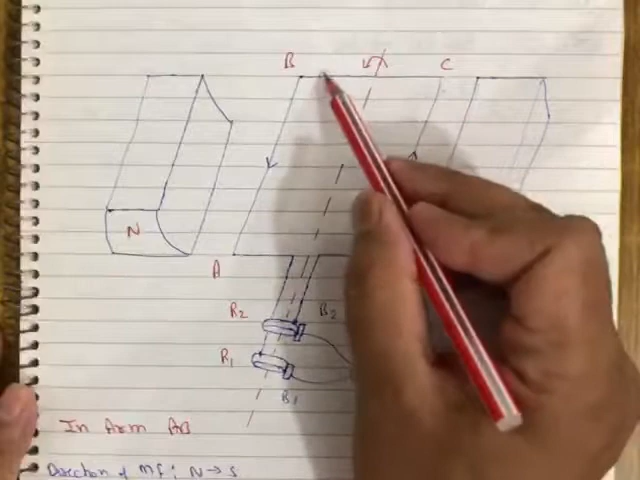 B C
N
A
R2 B2
R1
B1
In Arm AB
Direction of MF: N → S